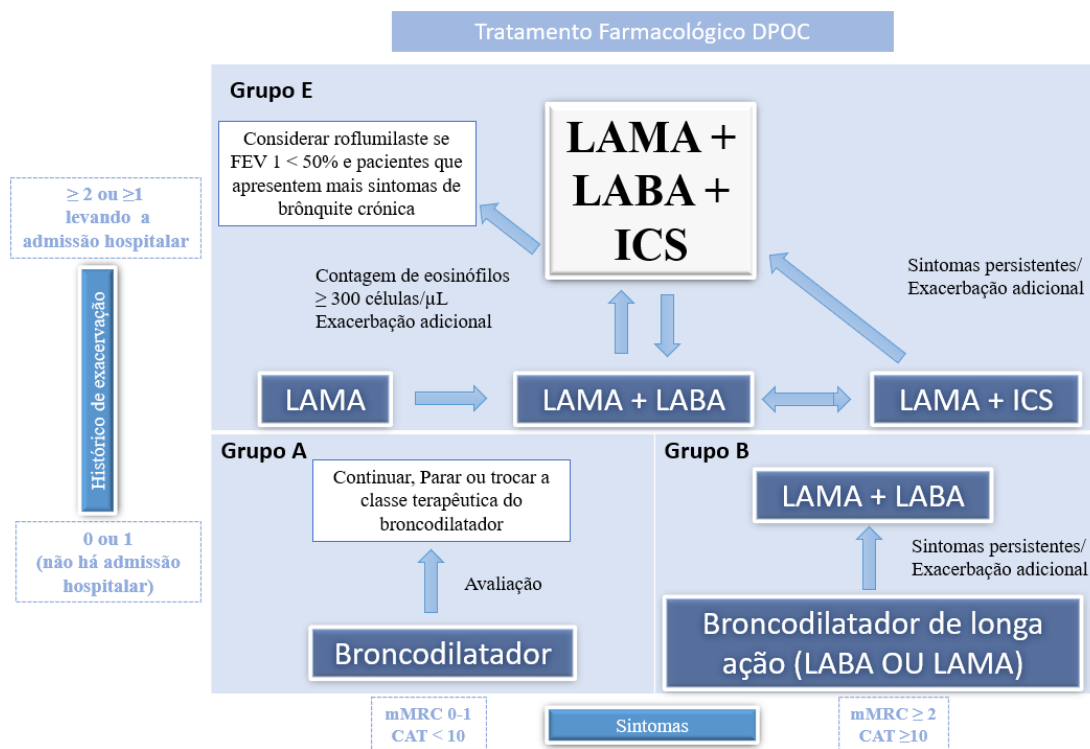 Tratamento Farmacológico DPOC
Grupo E
Considerar roflumilaste se
FEV 1 < 50% e pacientes que
apresentem mais sintomas de
brônquite crónica
LAMA +
LABA +
ICS
≥ 2 ou ≥1
levando a
admissão hospitalar
Contagem de eosinófilos
≥ 300 células/µL
Exacerbação adicional
Sintomas persistentes/
Exacerbação adicional
LAMA
LAMA + LABA
LAMA + ICS
Histórico de exacervação
Grupo A
Continuar, Parar ou trocar a
classe terapêutica do
broncodilatador
Avaliação
Broncodilatador
Grupo B
LAMA + LABA
Sintomas persistentes/
Exacerbação adicional
Broncodilatador de longa
ação (LABA OU LAMA)
0 ou 1
(não há admissão
hospitalar)
mMRC 0-1
CAT < 10
Sintomas
mMRC ≥ 2
CAT ≥10